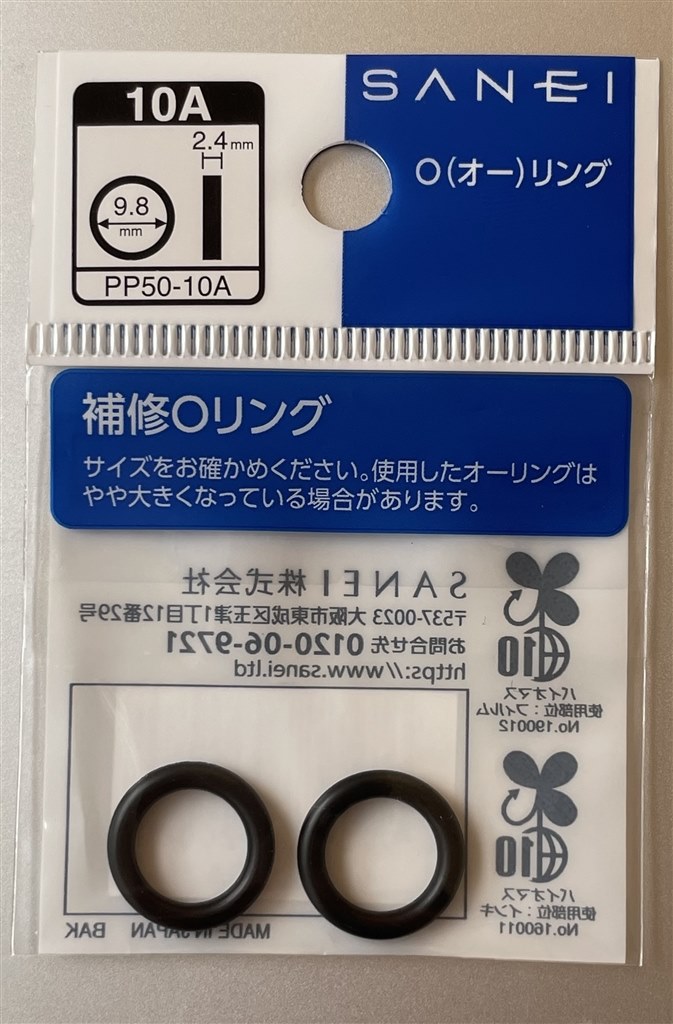 10A
2.4mm
9.8
mm
PP50-10A
SANEI
O(オー)リング
補修Oリング
サイズをお確かめください。使用したオーリングは
やや大きくなっている場合があります。
SANEI株式会社
〒537-0023 大阪市東成区玉津1丁目12番29号
お問合せ先 0120-06-9721
https://www.sanei.ltd
10
バイオマス
使用部位：フィルム
No.190012
10
バイオマス
使用部位：インキ
No.160011
MADE IN JAPAN BAK